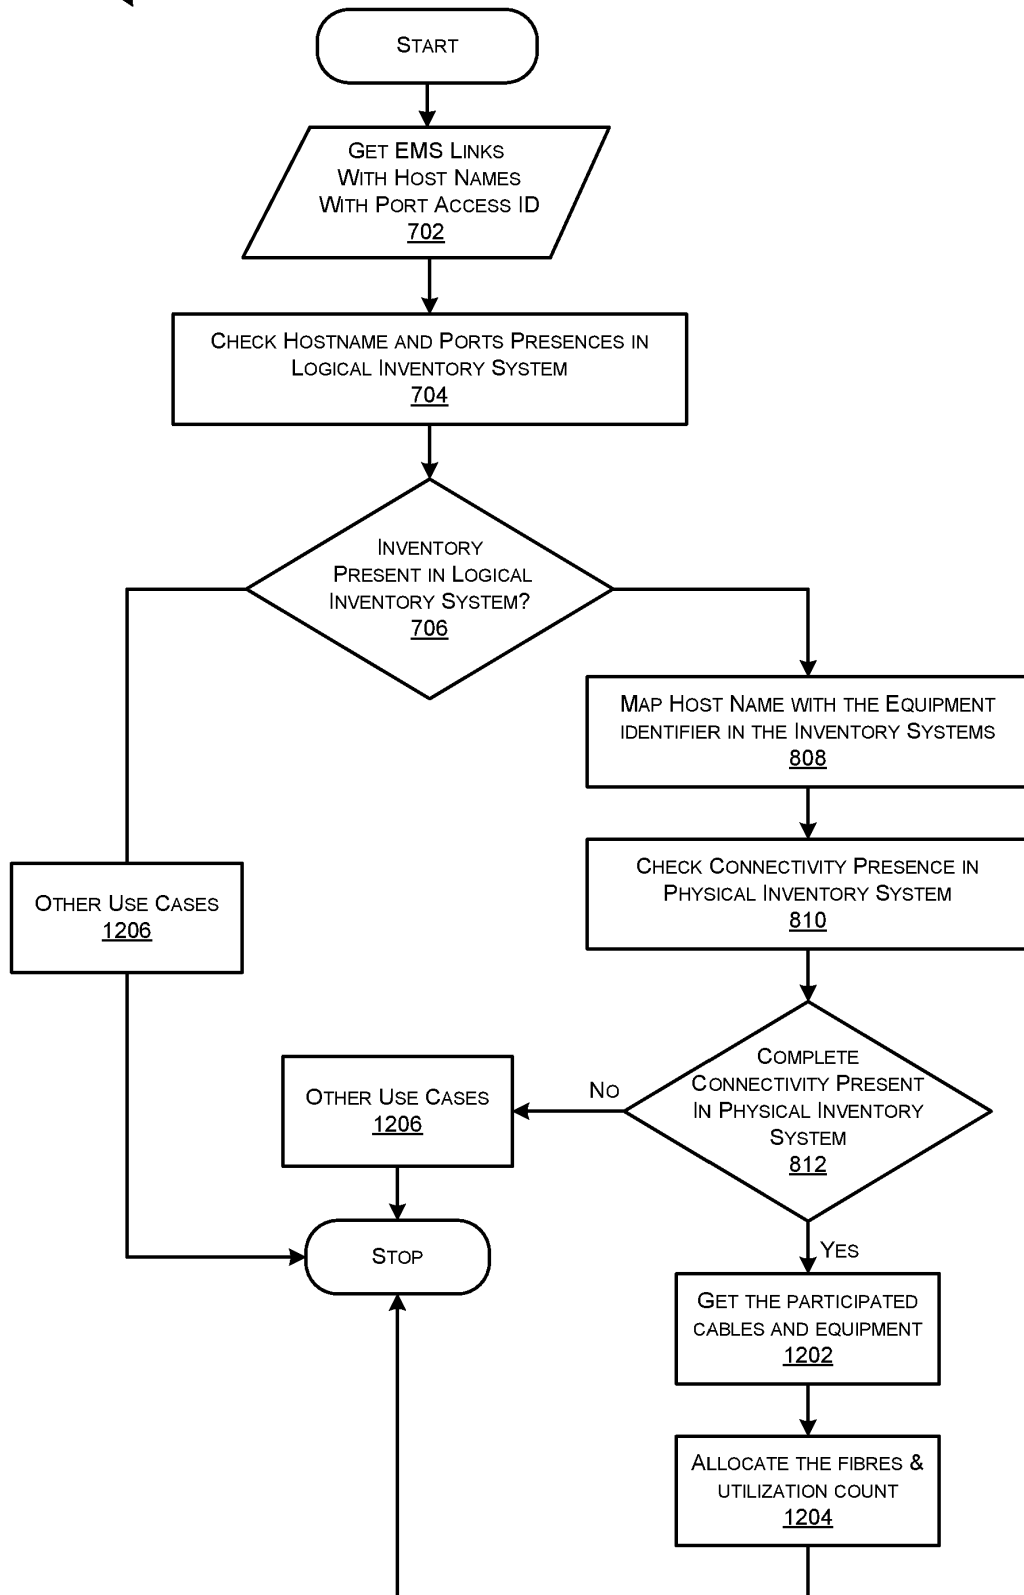 START
GET EMS LINKS
WITH HOST NAMES
WITH PORT ACCESS ID
702
CHECK HOSTNAME AND PORTS PRESENCES IN
LOGICAL INVENTORY SYSTEM
704
INVENTORY
PRESENT IN LOGICAL
INVENTORY SYSTEM?
706
MAP HOST NAME WITH THE EQUIPMENT
IDENTIFIER IN THE INVENTORY SYSTEMS
808
CHECK CONNECTIVITY PRESENCE IN
PHYSICAL INVENTORY SYSTEM
810
OTHER USE CASES
1206
COMPLETE
CONNECTIVITY PRESENT
IN PHYSICAL INVENTORY
SYSTEM
812
NO
OTHER USE CASES
1206
STOP
YES
GET THE PARTICIPATED
CABLES AND EQUIPMENT
1202
ALLOCATE THE FIBRES &
UTILIZATION COUNT
1204